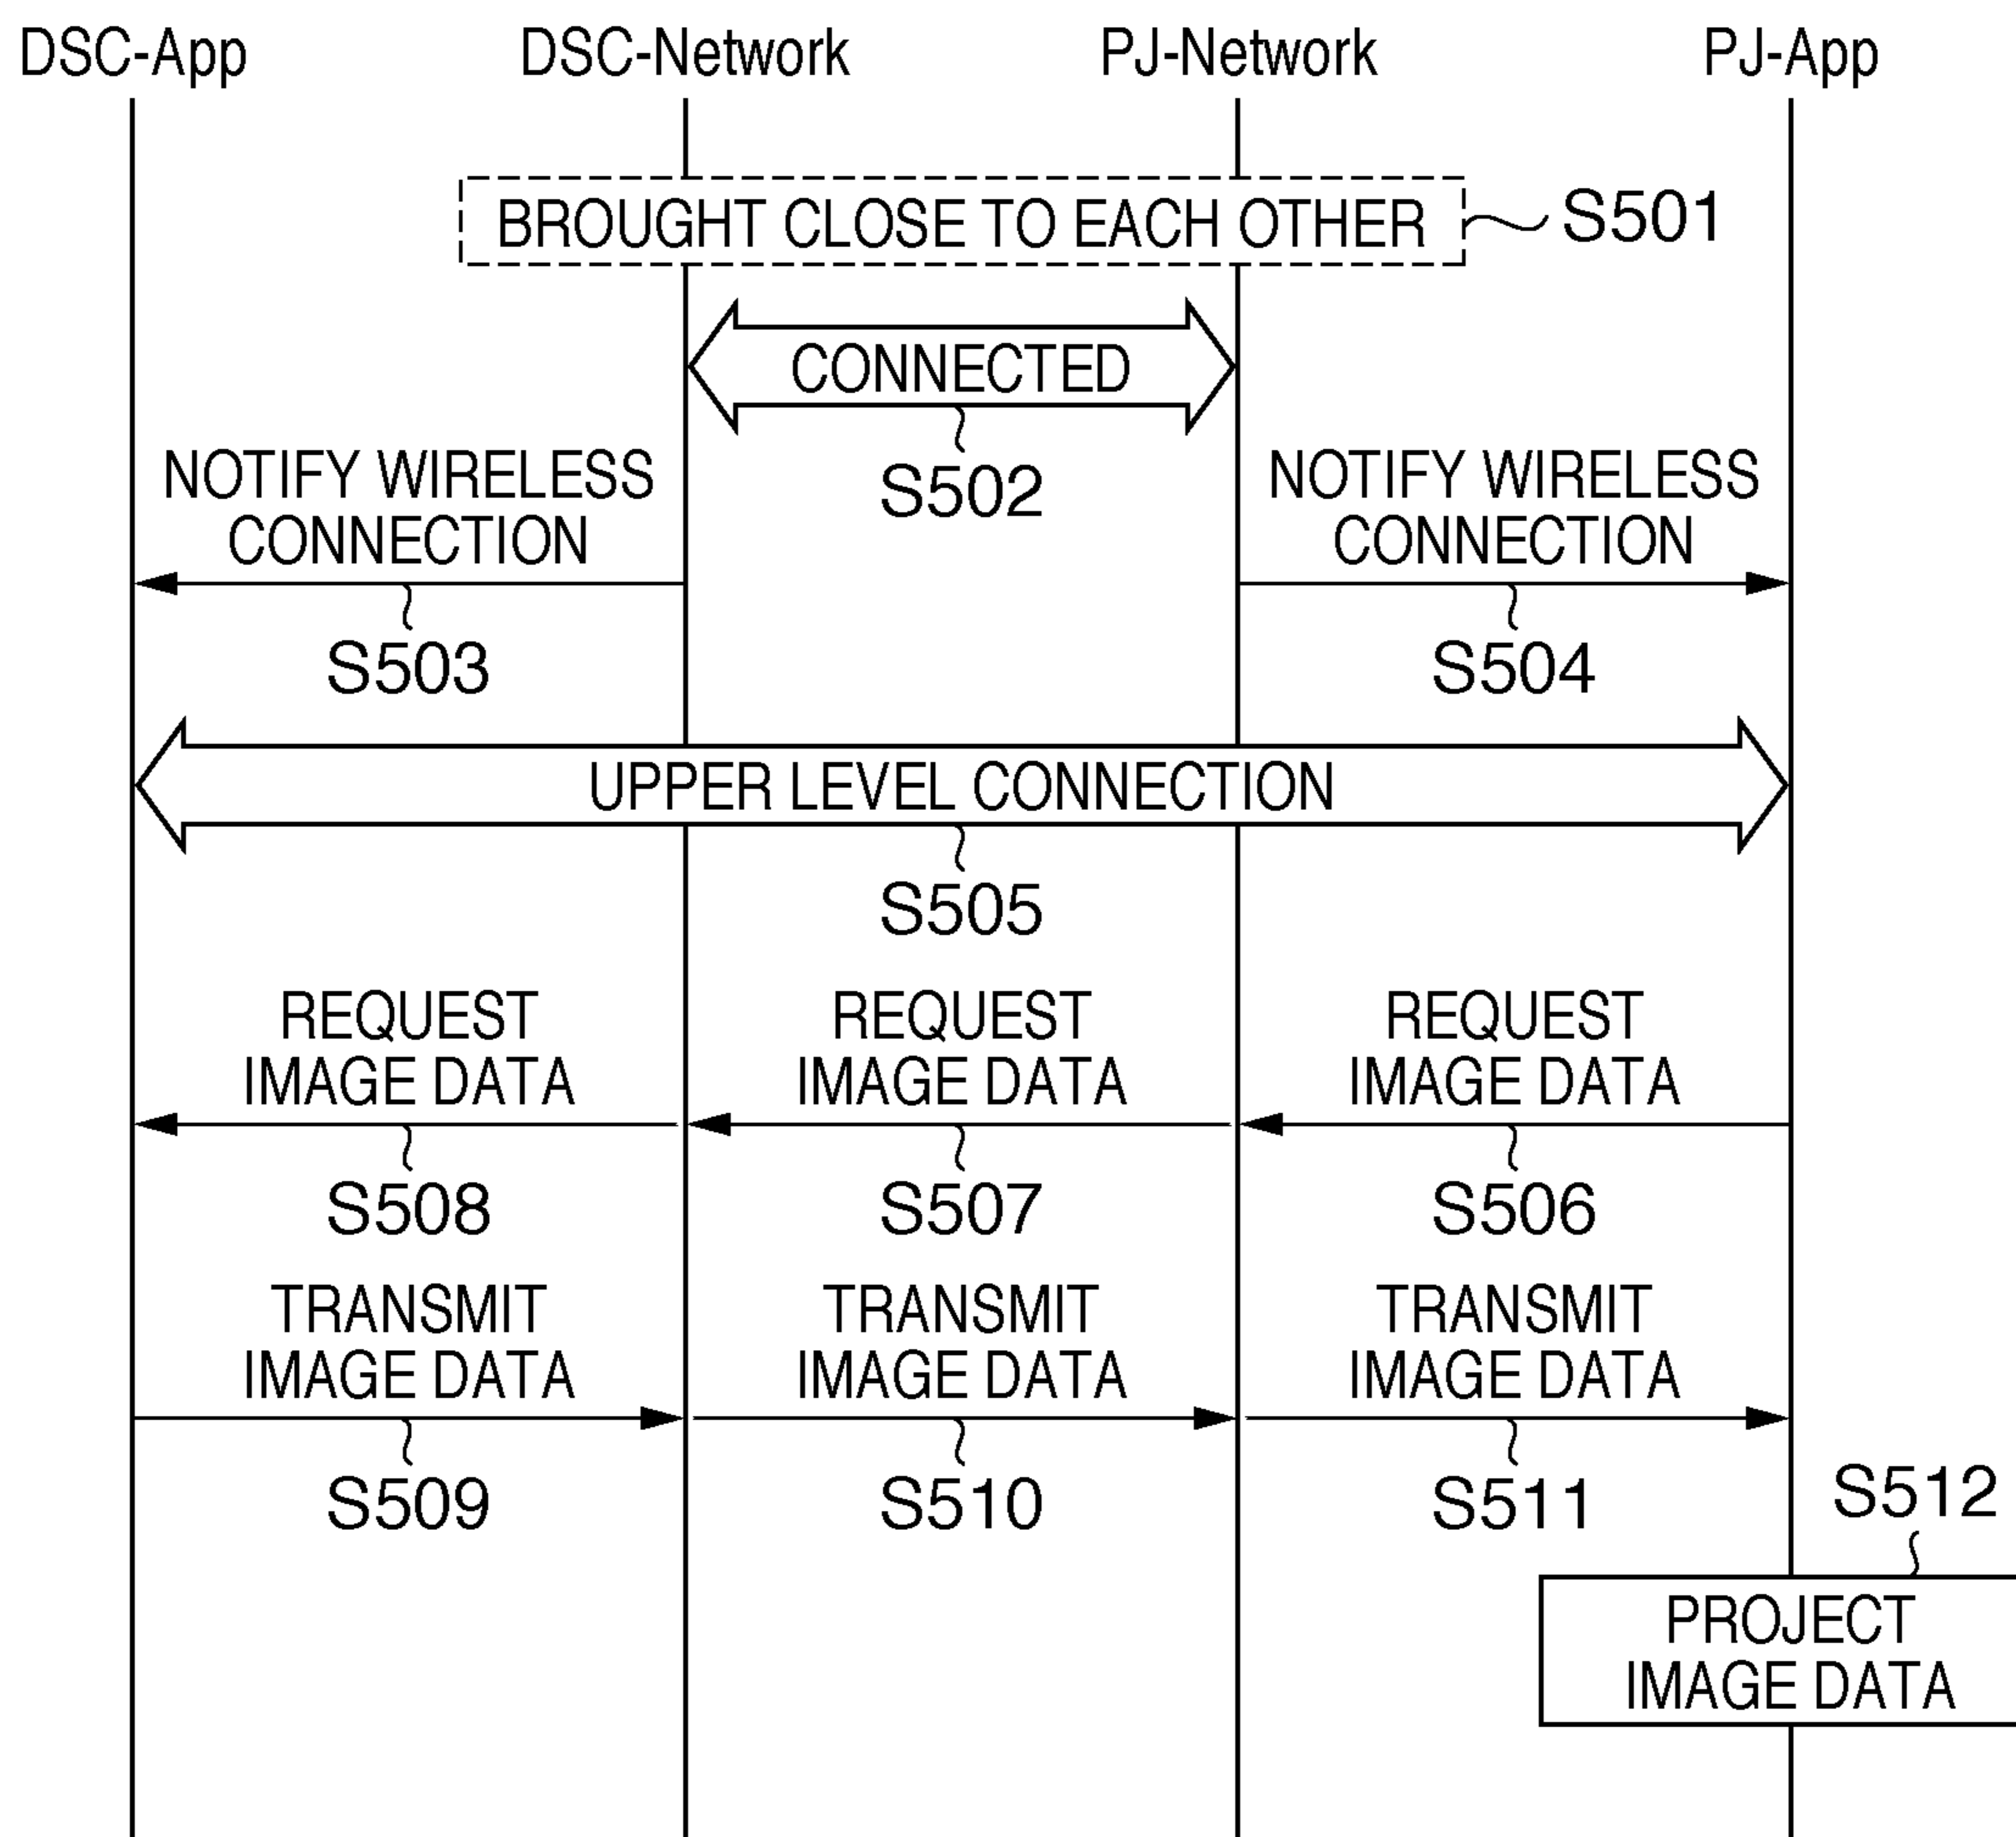 DSC-App DSC-Network PJ-Network PJ-App
BROUGHT CLOSE TO EACH OTHER S501
CONNECTED
S502
NOTIFY WIRELESS
CONNECTION
S503
NOTIFY WIRELESS
CONNECTION
S504
UPPER LEVEL CONNECTION
S505
REQUEST
IMAGE DATA
S508
REQUEST
IMAGE DATA
S507
REQUEST
IMAGE DATA
S506
TRANSMIT
IMAGE DATA
S509
TRANSMIT
IMAGE DATA
S510
TRANSMIT
IMAGE DATA
S511
S512
PROJECT
IMAGE DATA